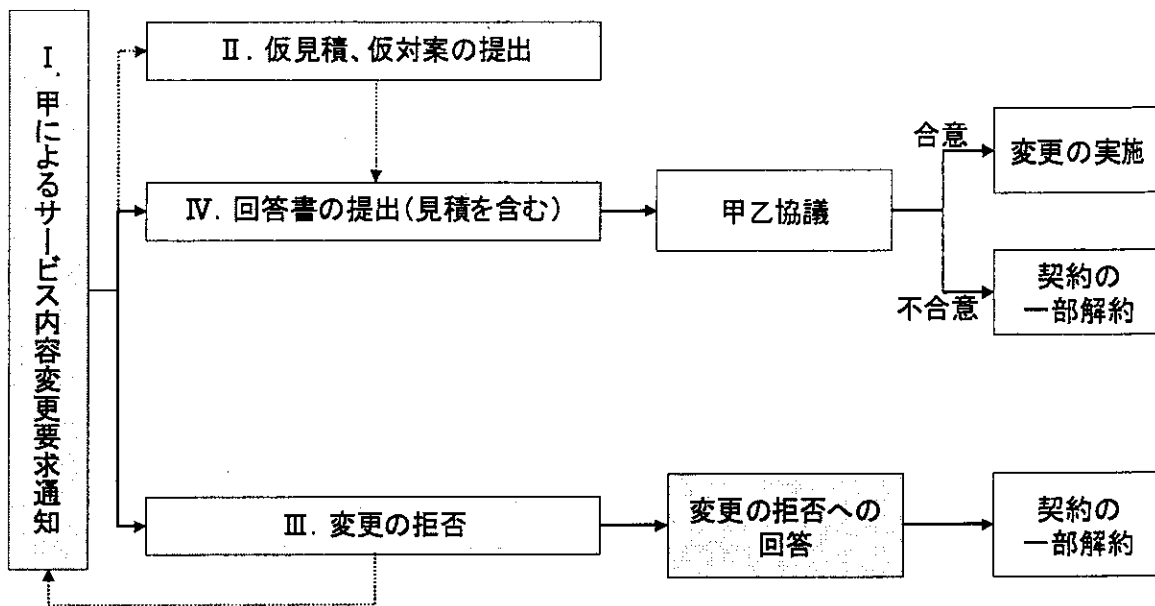 Ⅰ. 甲によるサービス内容変更要求通知
Ⅱ. 仮見積、仮対案の提出
Ⅳ. 回答書の提出(見積を含む)
甲乙協議
合意
変更の実施
不合意
契約の
一部解約
Ⅲ. 変更の拒否
変更の拒否への
回答
契約の
一部解約